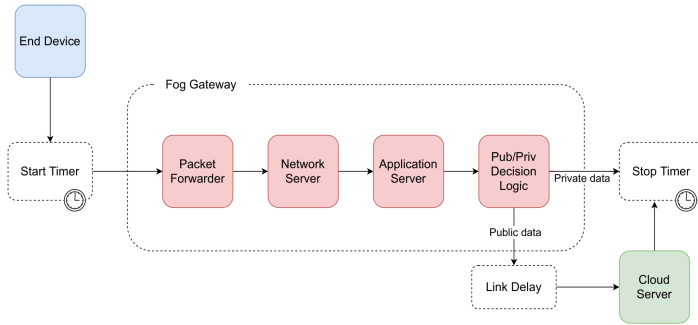 End Device
Fog Gateway
Start Timer
Packet
Forwarder
Network
Server
Application
Server
Pub/Priv
Decision
Logic
Private data
Stop Timer
Public data
Link Delay
Cloud
Server